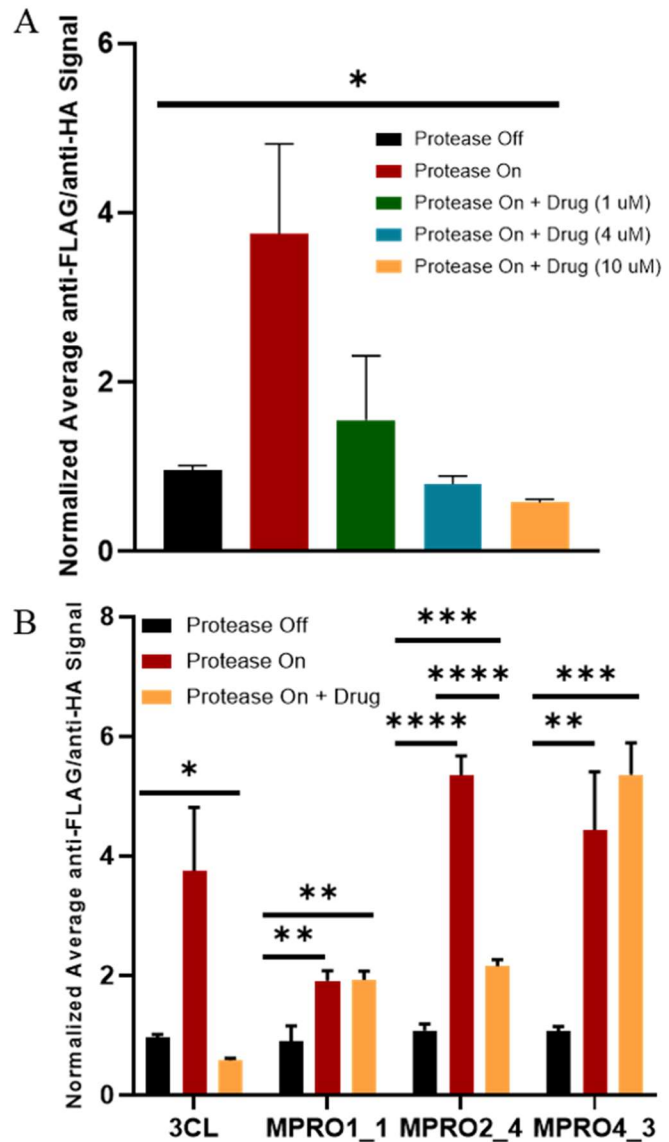 A
Normalized Average anti-FLAG/anti-HA Signal
6
4
2
0
*
Protease Off
Protease On
Protease On + Drug (1 uM)
Protease On + Drug (4 uM)
Protease On + Drug (10 uM)
B
Normalized Average anti-FLAG/anti-HA Signal
8
6
4
2
0
Protease Off
Protease On
Protease On + Drug
*
**
**
***
****
****
***
**
3CL MPRO1_1 MPRO2_4 MPRO4_3